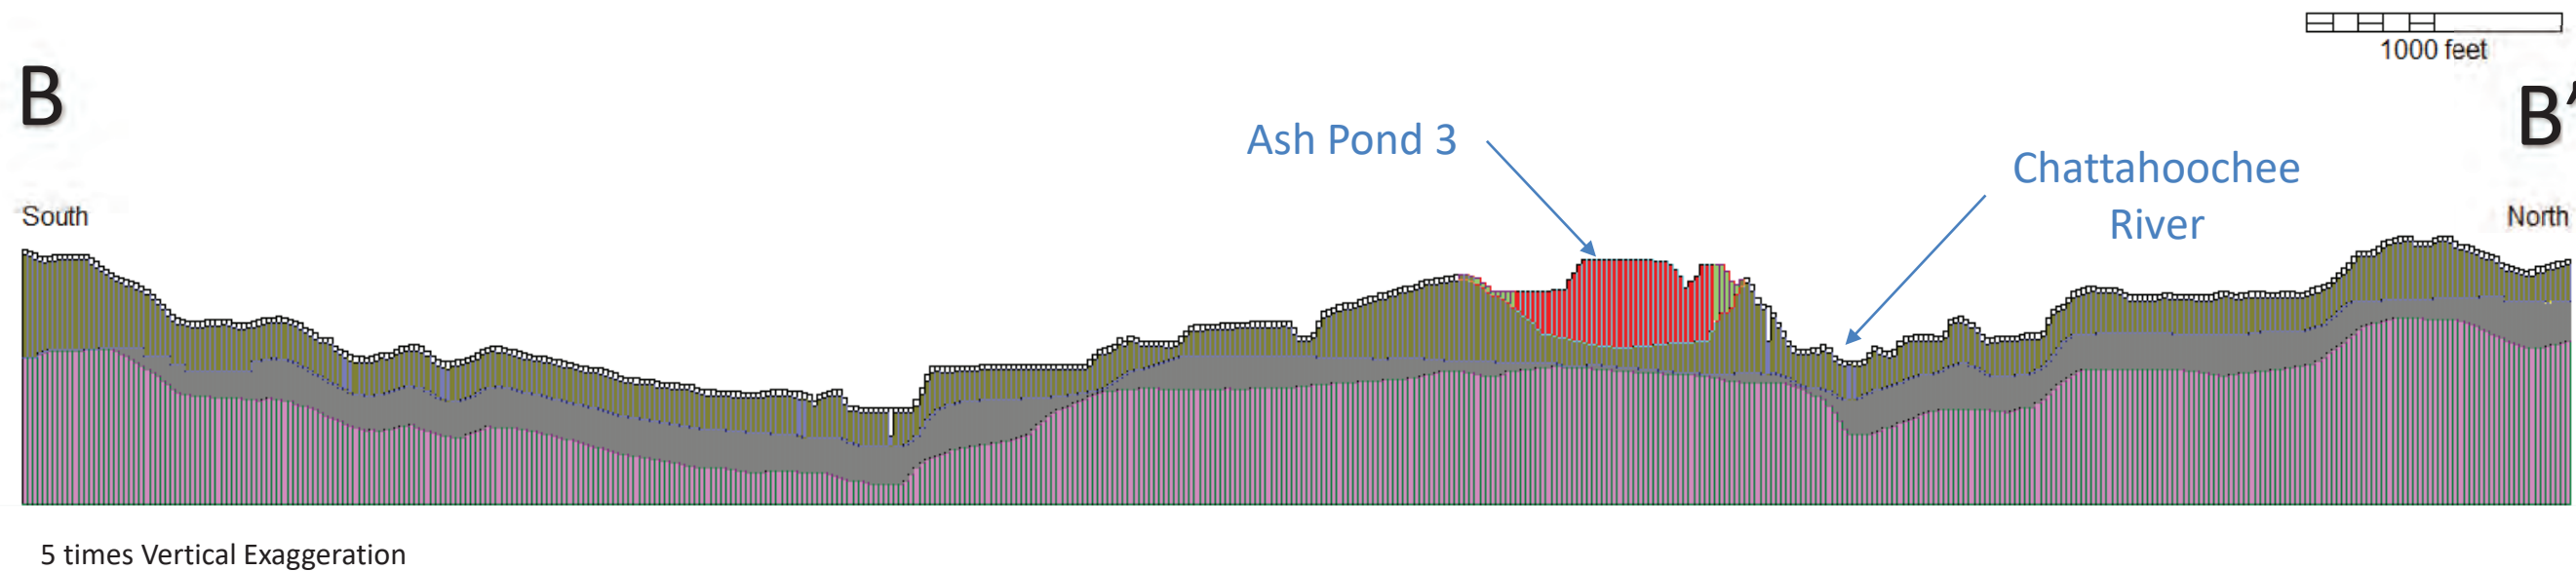 1000 feet
B
B’
Ash Pond 3
Chattahoochee
River
South
North
5 times Vertical Exaggeration